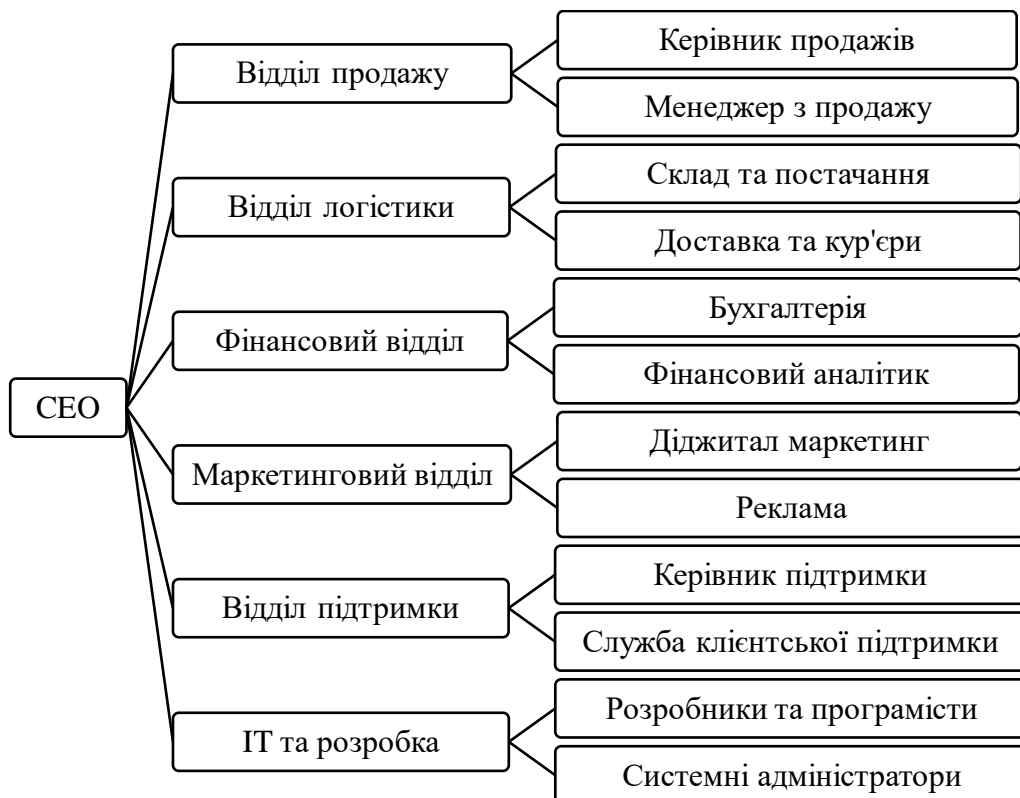 CEO
Відділ продажу
Керівник продажів
Менеджер з продажу
Відділ логістики
Склад та постачання
Доставка та кур'єри
Фінансовий відділ
Бухгалтерія
Фінансовий аналітик
Маркетинговий відділ
Діджитал маркетинг
Реклама
Відділ підтримки
Керівник підтримки
Служба клієнтської підтримки
ІТ та розробка
Розробники та програмісти
Системні адміністратори